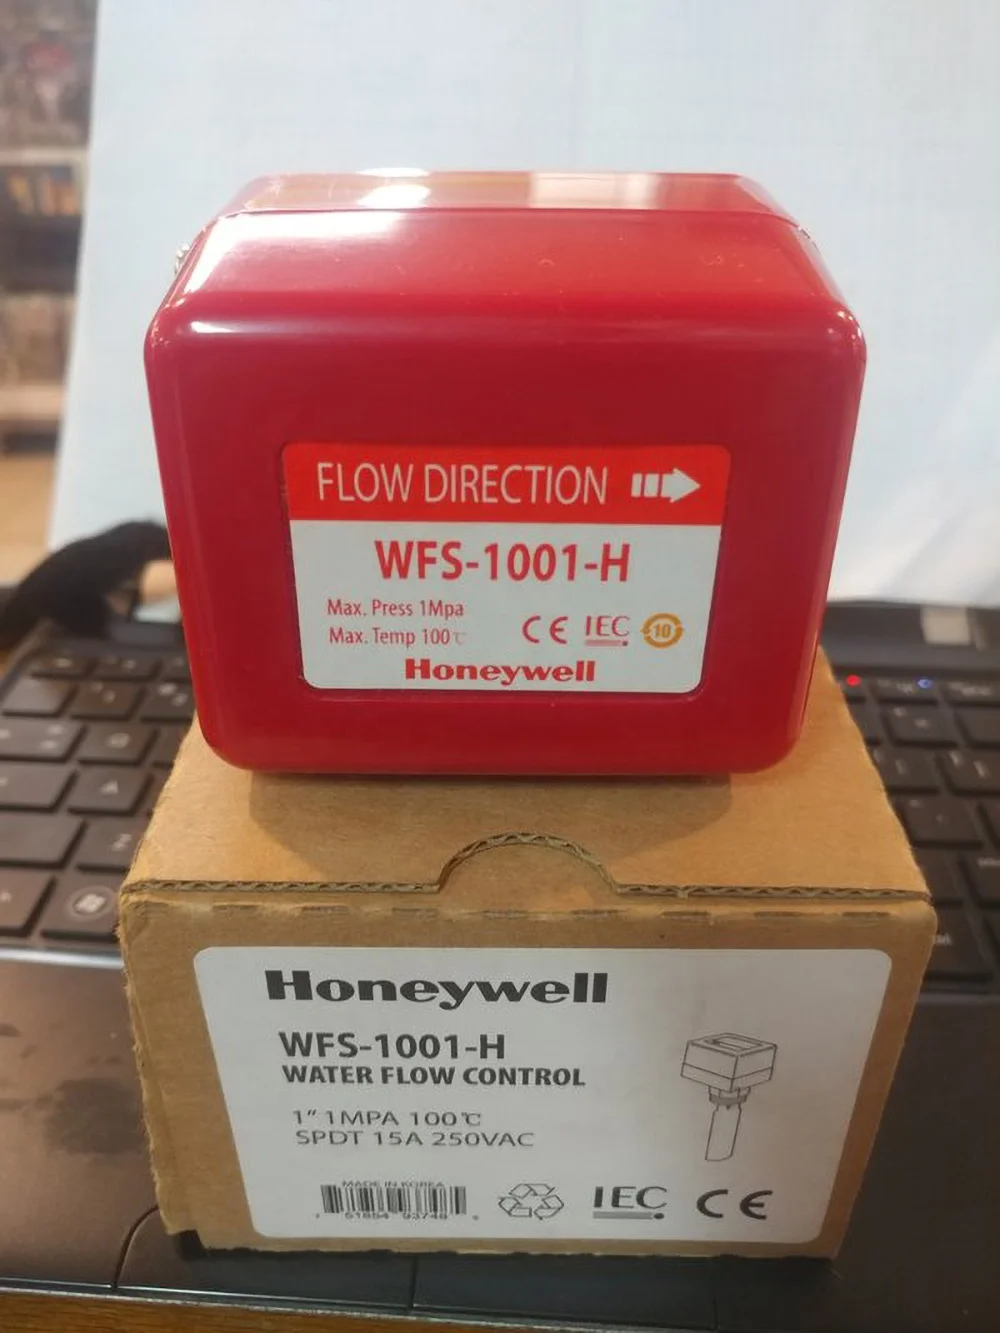 FLOW DIRECTION
WFS-1001-H
Max. Press 1Mpa
Max. Temp 100℃
CE IEC 10
Honeywell
Honeywell
WFS-1001-H
WATER FLOW CONTROL
1" 1MPA 100℃
SPDT 15A 250VAC
MADE IN KOREA
IEC CE